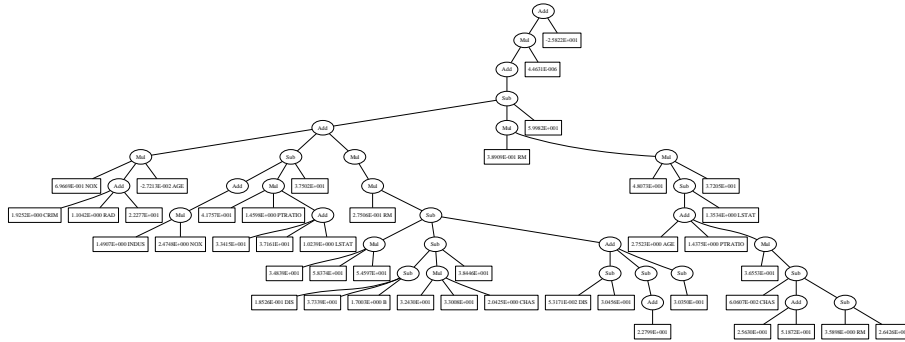 Add
Mul
-2.5822E+001
Add
4.4631E-006
Sub
Add
Mul
5.9982E+001
Mul
Sub
Mul
3.8909E-001 RM
Mul
6.9669E-001 NOX
Add
-2.7213E-002 AGE
Add
Mul
3.7502E+001
Mul
4.8073E+001
Sub
3.7205E+001
1.9252E+000 CRIM
1.1042E+000 RAD
2.2277E+001
Mul
4.1757E+001
1.4598E+000 PTRATIO
Add
2.7506E-001 RM
Sub
Add
1.3534E+000 LSTAT
1.4907E+000 INDUS
2.4748E+000 NOX
3.3415E+001
3.7161E+001
1.0239E+000 LSTAT
Mul
Sub
Add
2.7523E+000 AGE
1.4375E+000 PTRATIO
Mul
3.4839E+001
5.8374E+001
5.4597E+001
Sub
Mul
3.8446E+001
Sub
Sub
Sub
3.6553E+001
Sub
1.8526E-001 DIS
3.7339E+001
1.7003E+000 B
3.2430E+001
3.3008E+001
2.0425E+000 CHAS
5.3171E-002 DIS
3.0456E+001
Add
3.0350E+001
6.0607E-002 CHAS
Add
Sub
2.2799E+001
2.5630E+001
5.1872E+001
3.5898E+000 RM